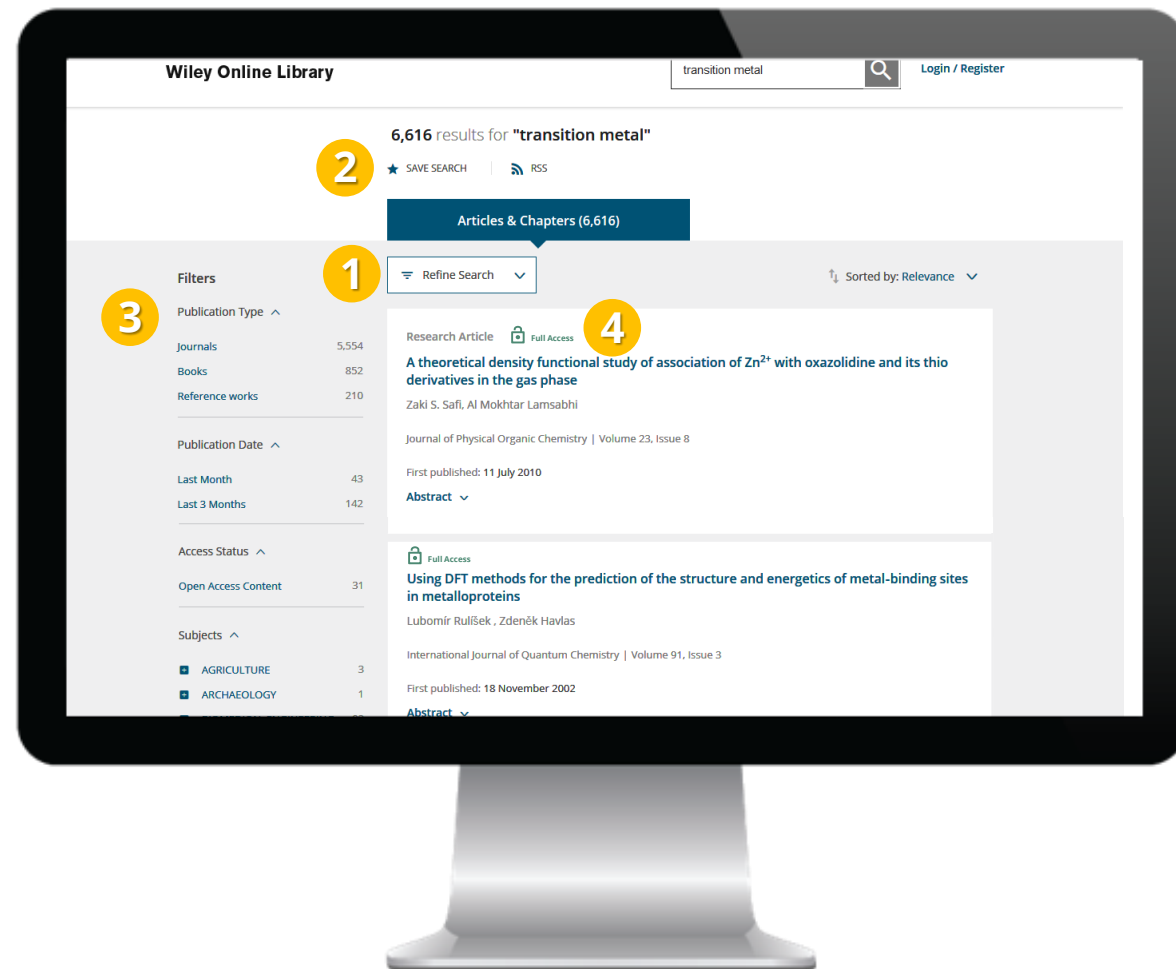 Wiley Online Library
transition metal
Login / Register
6,616 results for "transition metal"
2
SAVE SEARCH
RSS
Articles & Chapters (6,616)
1
Refine Search
Sorted by: Relevance
Filters
3
Publication Type
Journals 5,554
Books 852
Reference works 210
Publication Date
Last Month 43
Last 3 Months 142
Access Status
Open Access Content 31
Subjects
AGRICULTURE 3
ARCHAEOLOGY 1
Research Article Full Access
4
A theoretical density functional study of association of Zn²⁺ with oxazolidine and its thio
derivatives in the gas phase
Zaki S. Safi, Al Mokhtar Lamsabhi
Journal of Physical Organic Chemistry | Volume 23, Issue 8
First published: 11 July 2010
Abstract
Full Access
Using DFT methods for the prediction of the structure and energetics of metal-binding sites
in metalloproteins
Lubomír Rulíšek , Zdeněk Havlas
International Journal of Quantum Chemistry | Volume 91, Issue 3
First published: 18 November 2002
Abstract